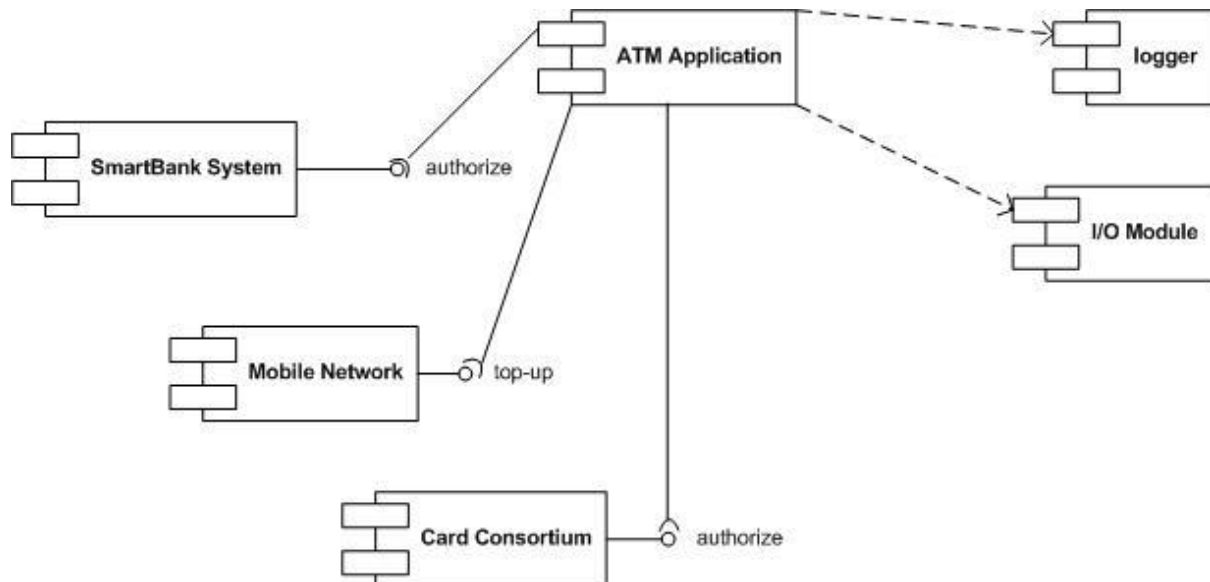 ATM Application
logger
SmartBank System
authorize
I/O Module
Mobile Network
top-up
Card Consortium
authorize